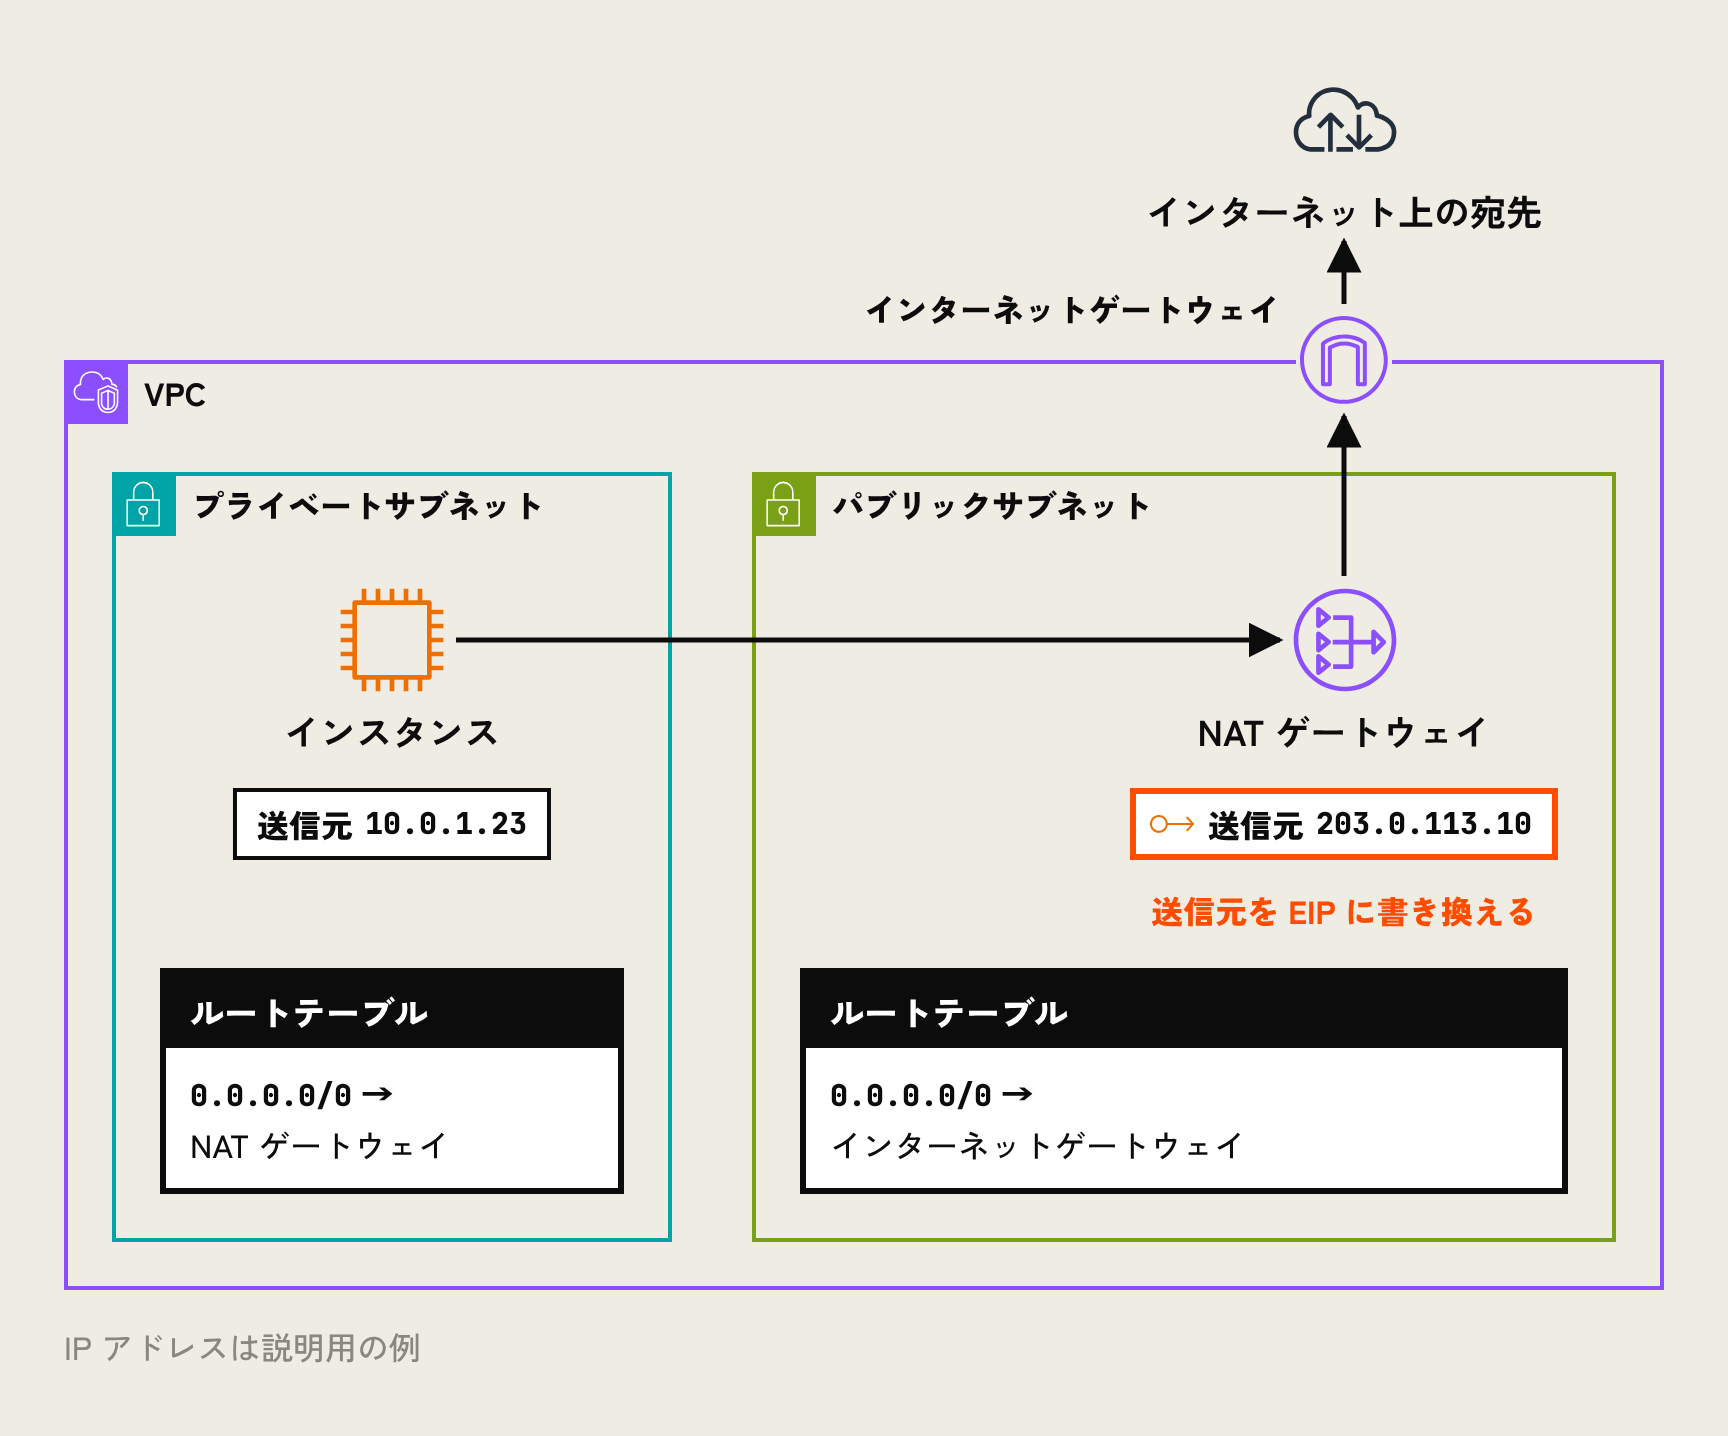 インターネット上の宛先
インターネットゲートウェイ
VPC
プライベートサブネット
パブリックサブネット
インスタンス
NAT ゲートウェイ
送信元 10.0.1.23
送信元 203.0.113.10
送信元を EIP に書き換える
ルートテーブル
0.0.0.0/0 →
NAT ゲートウェイ
ルートテーブル
0.0.0.0/0 →
インターネットゲートウェイ
IP アドレスは説明用の例